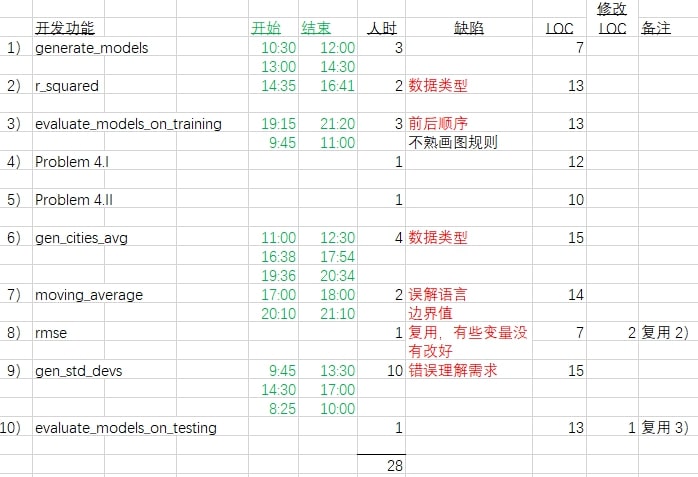 修改
开发功能 开始 结束 人时 缺陷 LOC LOC 备注
1) generate_models 10:30 12:00 3 7
13:00 14:30
2) r_squared 14:35 16:41 2 数据类型 13
3) evaluate_models_on_training 19:15 21:20 3 前后顺序 13
9:45 11:00 不熟画图规则
4) Problem 4.I 1 12
5) Problem 4.II 1 10
6) gen_cities_avg 11:00 12:30 4 数据类型 15
16:38 17:54
19:36 20:34
7) moving_average 17:00 18:00 2 误解语言 14
20:10 21:10 边界值
8) rmse 1 复用，有些变量没 7 2 复用 2）
有改好
9) gen_std_devs 9:45 13:30 10 错误理解需求 15
14:30 17:00
8:25 10:00
10) evaluate_models_on_testing 1 13 1 复用 3）
28